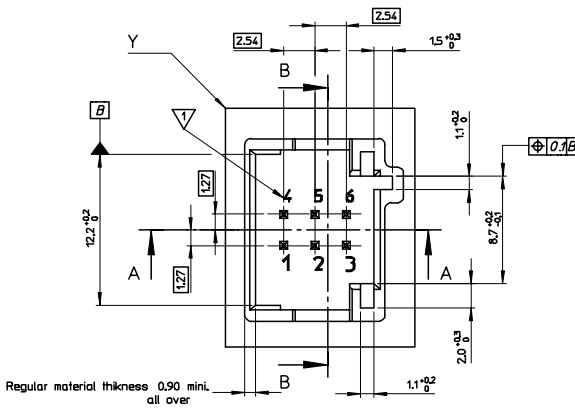 2.54
2.54
1.5 +0.3 0
Y
B
B
1
1.1 +0.2 0
0.1B
4 5 6
1.27
12.2 +0.2 0
8.7 +0.2 -0.1
A
A
1 2 3
1.27
2.0 +0.3 0
B
1.1 +0.2 0
Regular material thikness 0.90 mini.
all over